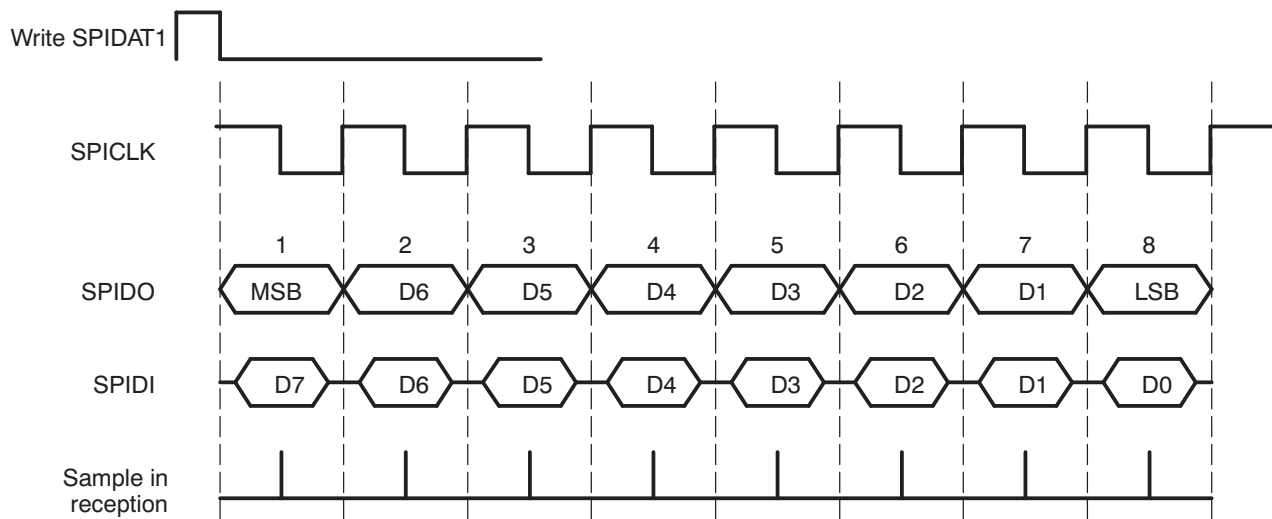 Write SPIDAT1
SPICLK
1 2 3 4 5 6 7 8
SPIDO MSB D6 D5 D4 D3 D2 D1 LSB
SPIDI D7 D6 D5 D4 D3 D2 D1 D0
Sample in
reception